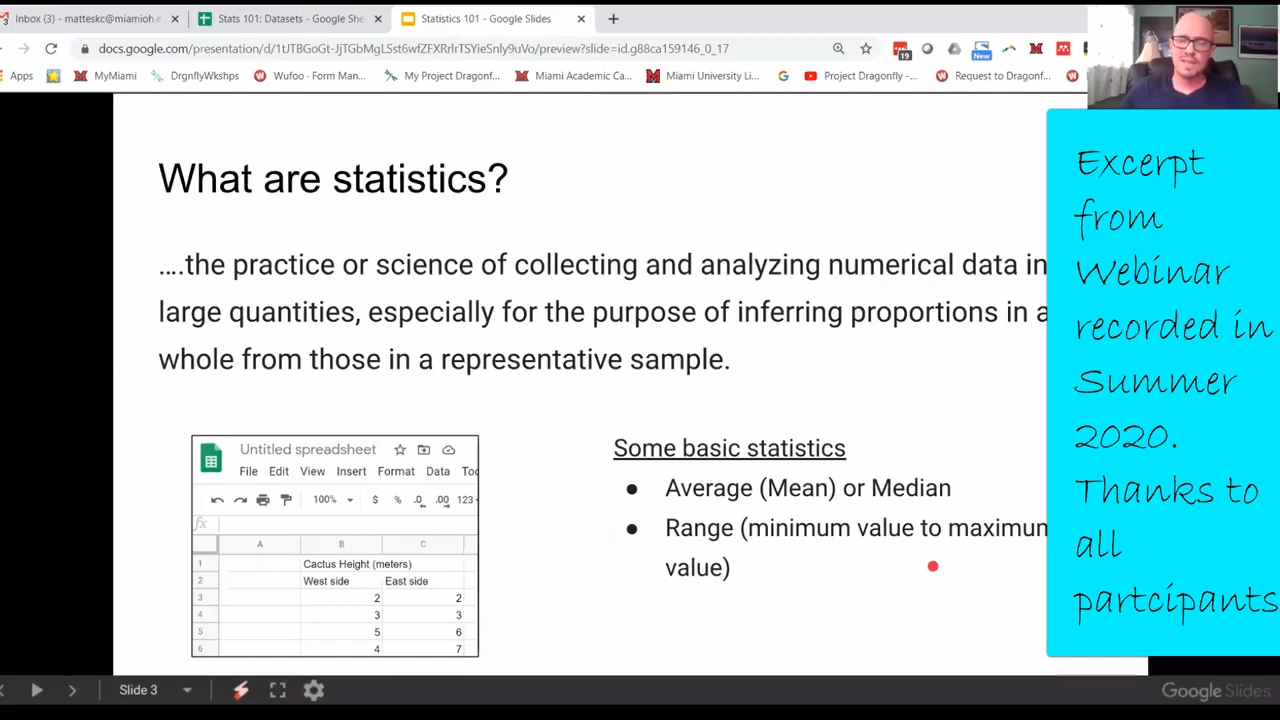 Inbox (3) - matteskc@miamioh.e
Stats 101: Datasets - Google She
Statistics 101 - Google Slides
docs.google.com/presentation/d/
/preview?slide=id.g88ca159146_0_17
19
New
Apps
MyMiami
DrgnflyWkshps
Wufoo - Form Man...
My Project Dragonf...
Miami Academic Ca...
Miami University Li...
Project Dragonfly -...
Request to Dragonf...
What are statistics?
....the practice or science of collecting and analyzing numerical data in
large quantities, especially for the purpose of inferring proportions in a
whole from those in a representative sample.
Untitled spreadsheet
File Edit View Insert Format Data Too
100% $ % .0 .00 123
fx
A B C
1 Cactus Height (meters)
2 West side East side
3 2 2
4 3 3
5 5 6
6 4 7
Some basic statistics
● Average (Mean) or Median
● Range (minimum value to maximum
value)
Excerpt
from
Webinar
recorded in
Summer
2020.
Thanks to
all
partcipants
Slide 3
Google Slides